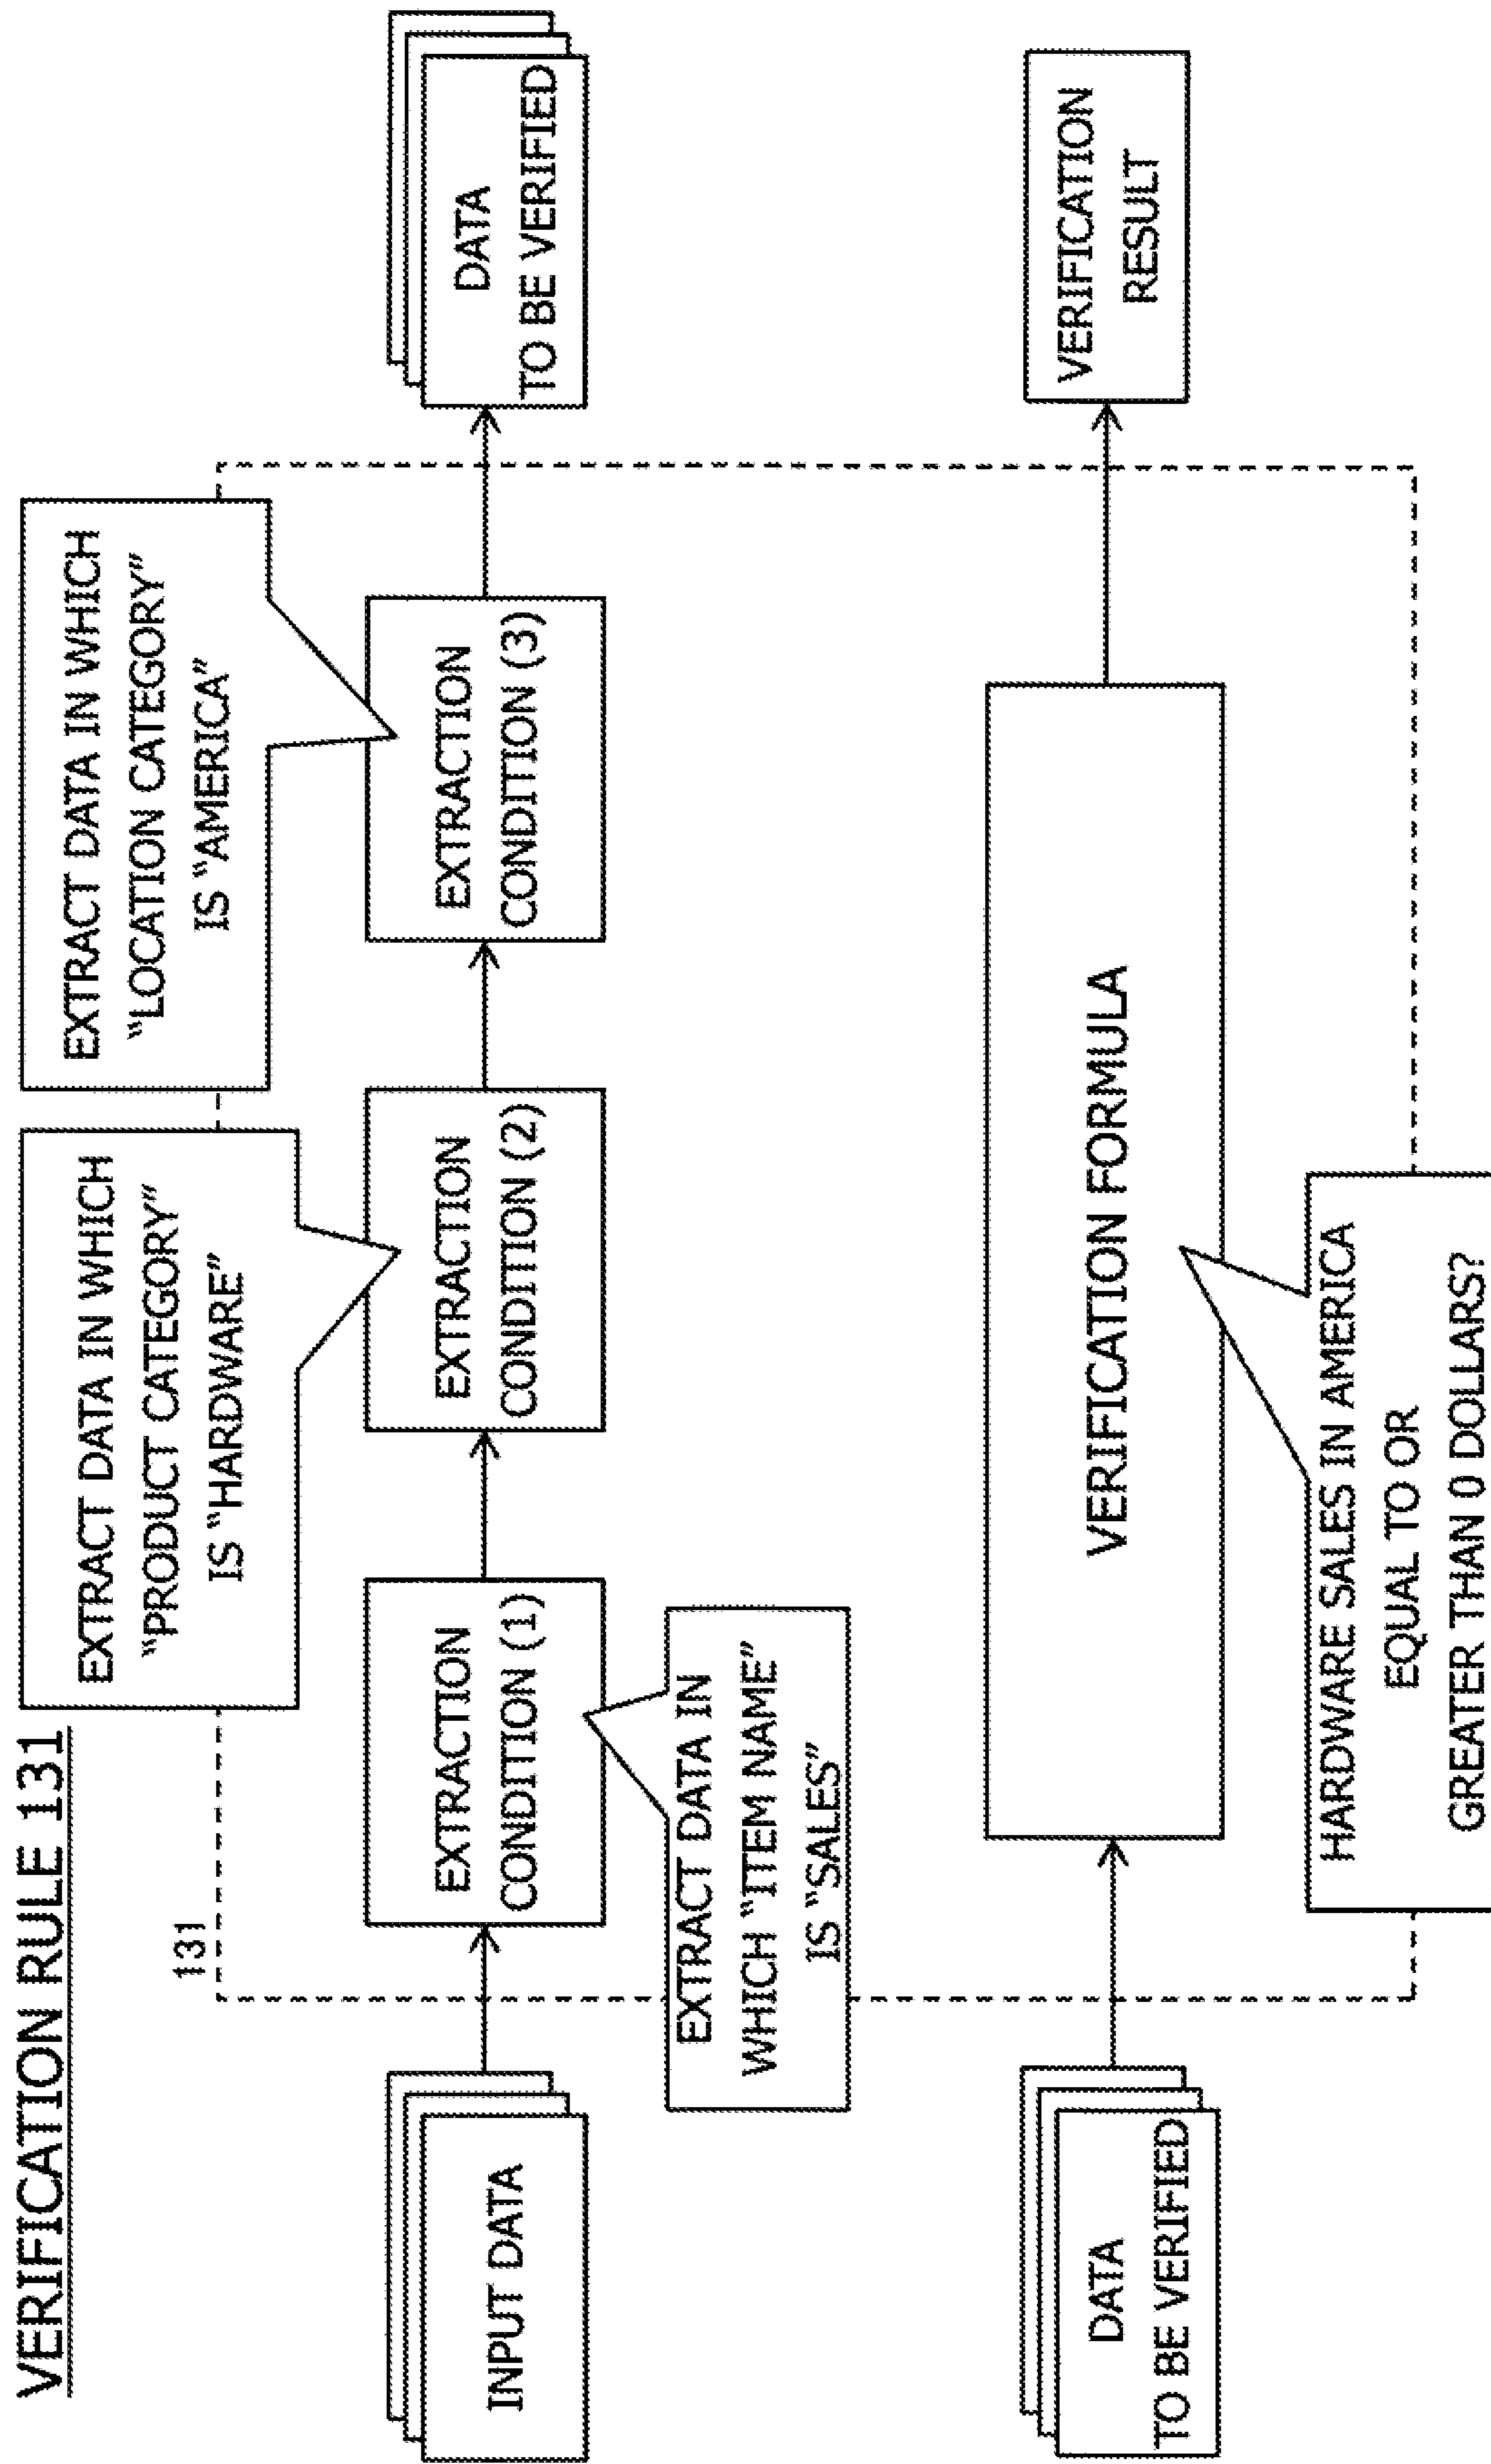 VERIFICATION RULE 131
131
INPUT DATA
EXTRACTION
CONDITION (1)
EXTRACT DATA IN
WHICH “ITEM NAME”
IS “SALES”
EXTRACT DATA IN WHICH
“PRODUCT CATEGORY”
IS “HARDWARE”
EXTRACTION
CONDITION (2)
EXTRACT DATA IN WHICH
“LOCATION CATEGORY”
IS “AMERICA”
EXTRACTION
CONDITION (3)
DATA
TO BE VERIFIED
DATA
TO BE VERIFIED
VERIFICATION FORMULA
HARDWARE SALES IN AMERICA
EQUAL TO OR
GREATER THAN 0 DOLLARS?
VERIFICATION
RESULT